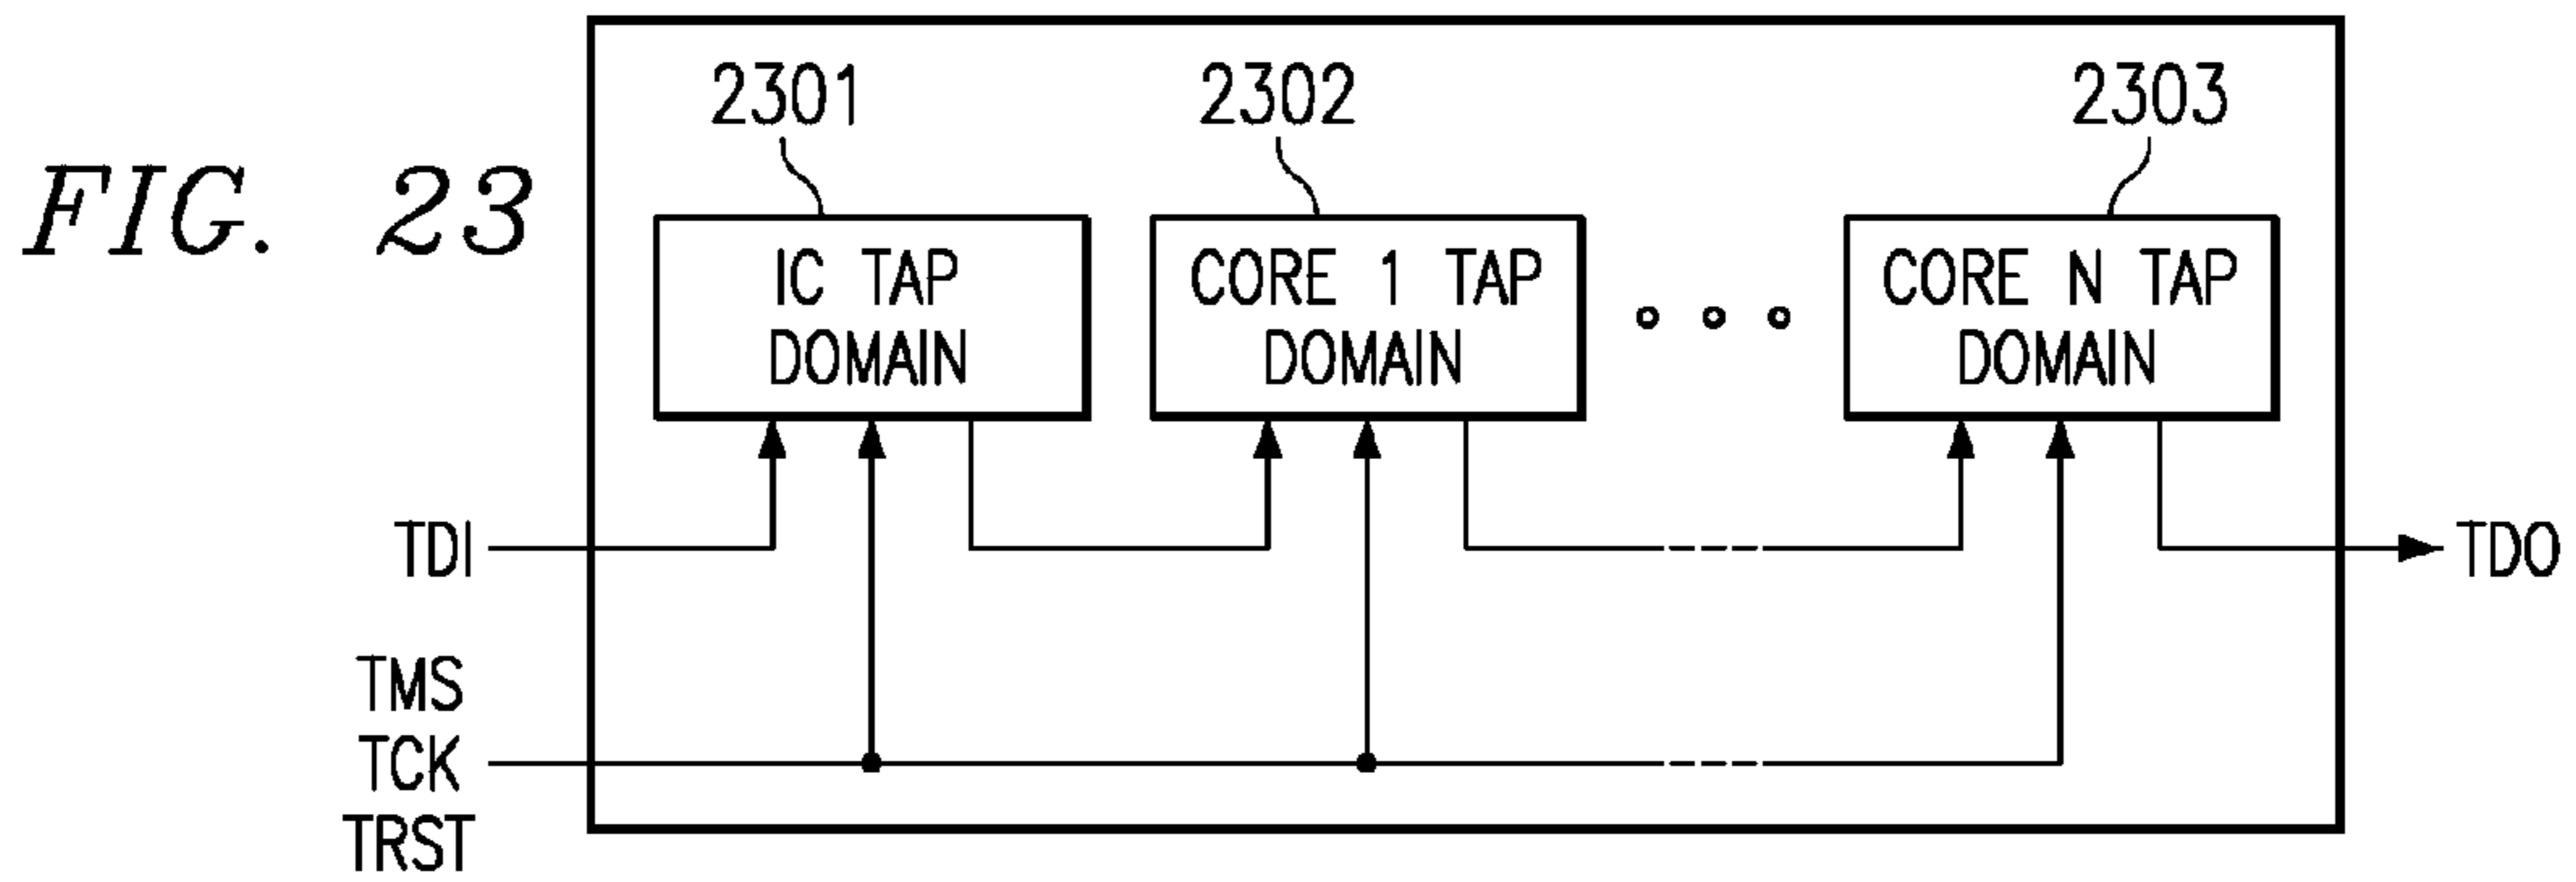 FIG. 23
2301
2302
2303
IC TAP
DOMAIN
CORE 1 TAP
DOMAIN
CORE N TAP
DOMAIN
TDI
TDO
TMS
TCK
TRST